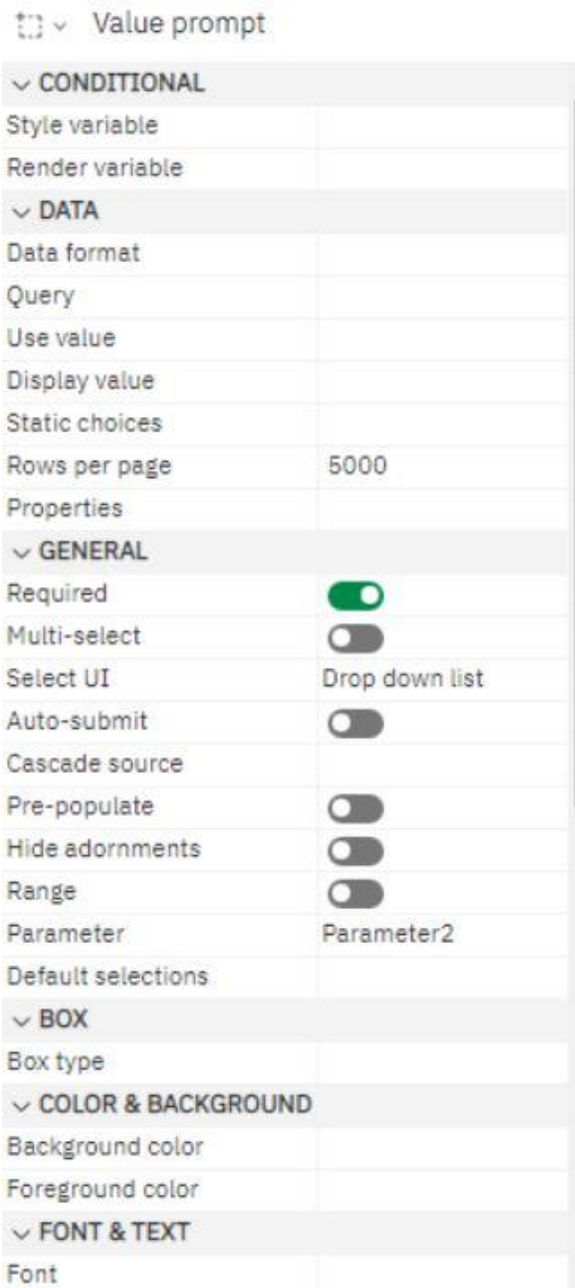 Value prompt
CONDITIONAL
Style variable
Render variable
DATA
Data format
Query
Use value
Display value
Static choices
Rows per page 5000
Properties
GENERAL
Required
Multi-select
Select UI Drop down list
Auto-submit
Cascade source
Pre-populate
Hide adornments
Range
Parameter Parameter2
Default selections
BOX
Box type
COLOR & BACKGROUND
Background color
Foreground color
FONT & TEXT
Font